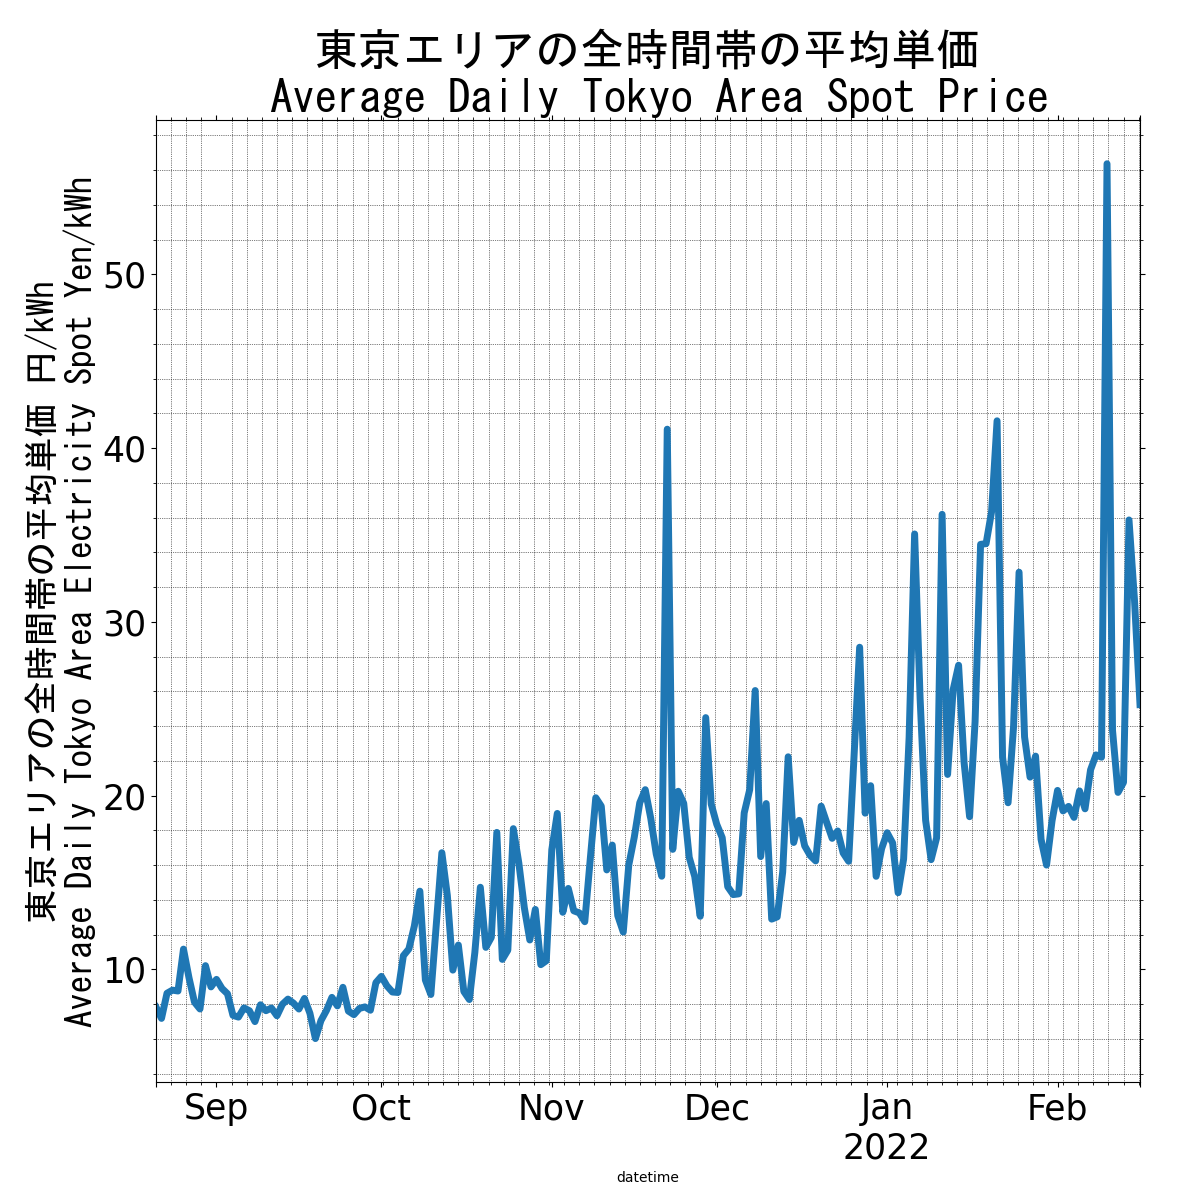 東京エリアの全時間帯の平均単価
Average Daily Tokyo Area Spot Price
東京エリアの全時間帯の平均単価 円/kWh
Average Daily Tokyo Area Electricity Spot Yen/kWh
50
40
30
20
10
Sep
Oct
Nov
Dec
Jan
2022
Feb
datetime